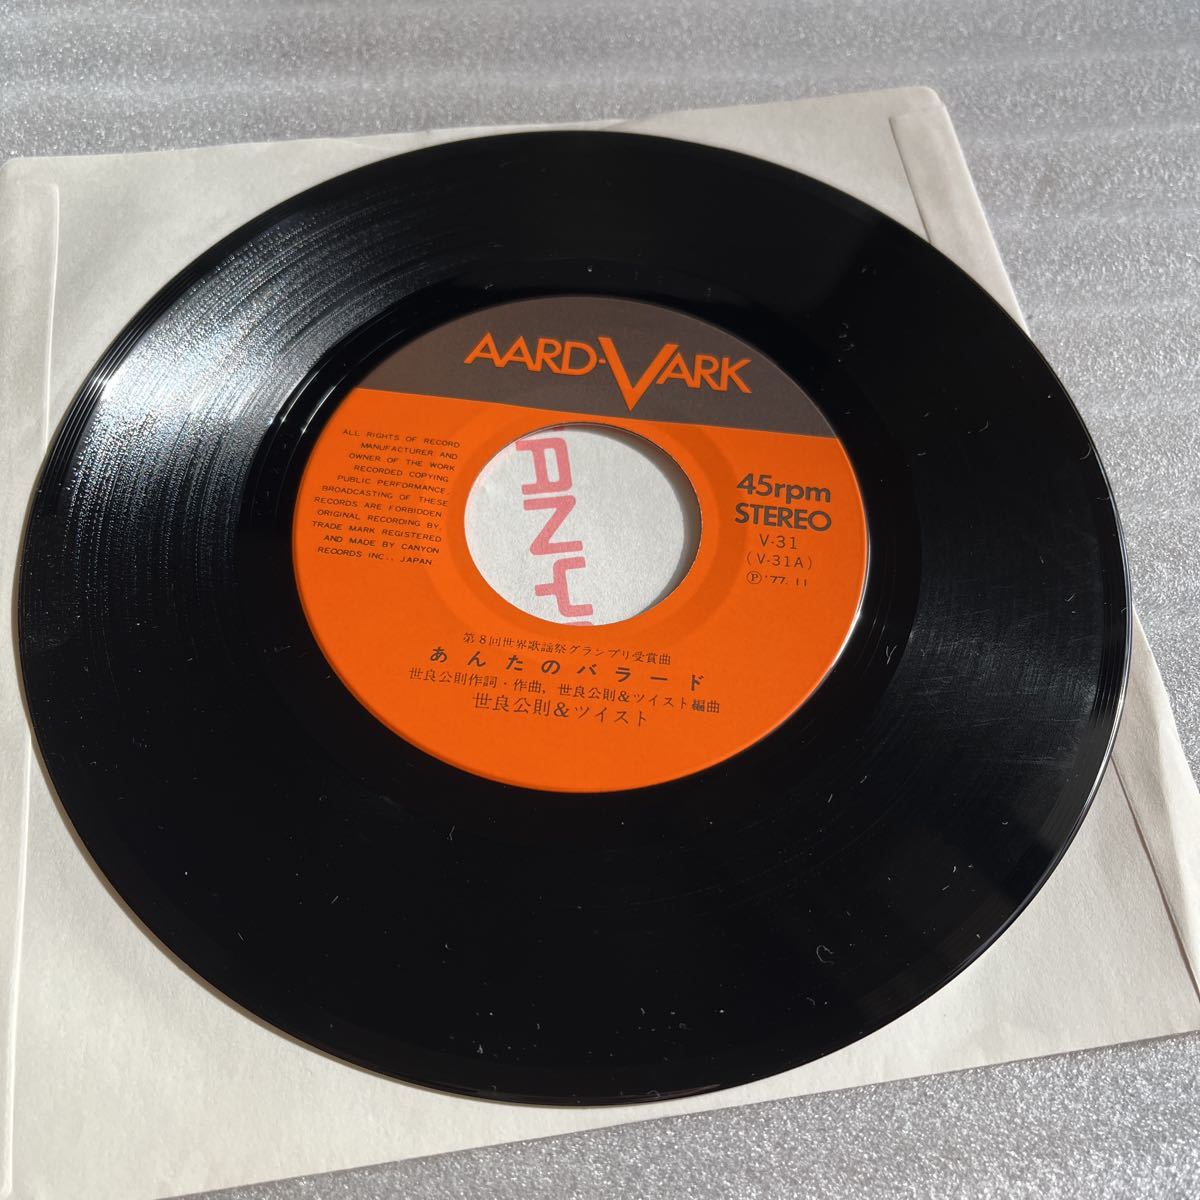 AARD-VARK
ALL RIGHTS OF RECORD
MANUFACTURER AND
OWNER OF THE WORK
RECORDED COPYING
PUBLIC PERFORMANCE,
BROADCASTING OF THESE
RECORDS ARE FORBIDDEN
ORIGINAL RECORDING BY,
TRADE MARK REGISTERED
AND MADE BY CANYON
RECORDS INC., JAPAN
ANY
45rpm
STEREO
V-31
(V-31A)
Ⓟ'77. 11
第8回世界歌謡祭グランプリ受賞曲
あんたのバラード
世良公則作詞・作曲, 世良公則&ツイスト編曲
世良公則&ツイスト